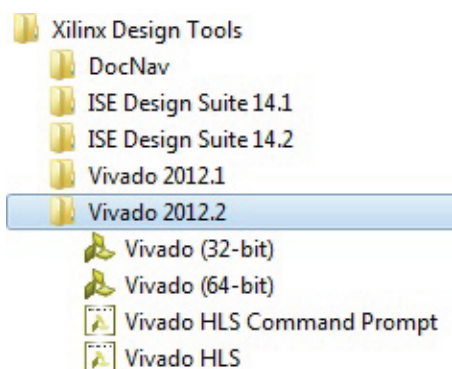 Xilinx Design Tools
DocNav
ISE Design Suite 14.1
ISE Design Suite 14.2
Vivado 2012.1
Vivado 2012.2
Vivado (32-bit)
Vivado (64-bit)
Vivado HLS Command Prompt
Vivado HLS